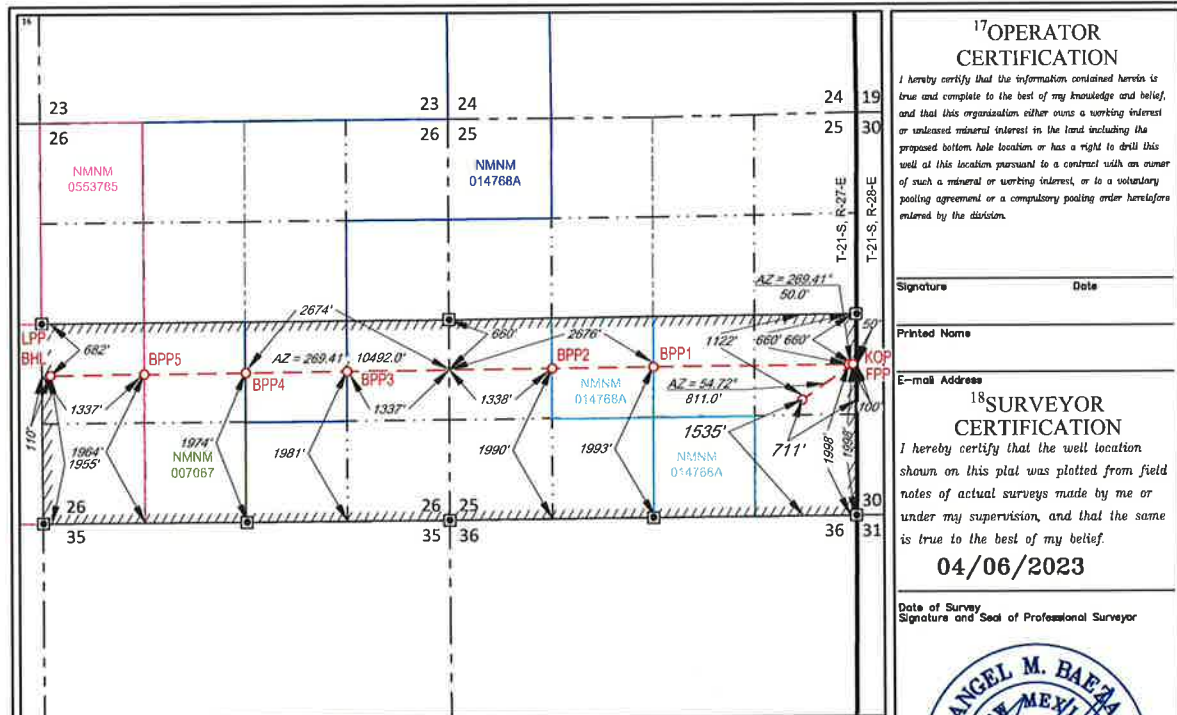 16
23
23
24
24
19
26
26
25
25
30
NMNM
0553765
NMNM
014768A
T-21-S, R-27-E
T-21-S, R-28-E
AZ = 269.41°
50.0'
2674'
660'
2676'
1122'
660'
660'
50'
LPP
BHL
682'
BPP5
AZ = 269.41°
10492.0'
BPP4
BPP3
BPP2
BPP1
KOP
FPP
NMNM
014768A
AZ = 54.72°
811.0'
1337'
1337'
1338'
1535'
711'
100'
110'
1964'
1955'
1974'
NMNM
007067
1981'
1990'
1993'
NMNM
014766A
1998'
1998'
26
26
25
30
35
35
36
36
31
17OPERATOR
CERTIFICATION
I hereby certify that the information contained herein is
true and complete to the best of my knowledge and belief,
and that this organization either owns a working interest
or unleased mineral interest in the land including the
proposed bottom hole location or has a right to drill this
well at this location pursuant to a contract with an owner
of such a mineral or working interest, or to a voluntary
pooling agreement or a compulsory pooling order heretofore
entered by the division.
Signature Date
Printed Name
E-mail Address
18SURVEYOR
CERTIFICATION
I hereby certify that the well location
shown on this plat was plotted from field
notes of actual surveys made by me or
under my supervision, and that the same
is true to the best of my belief.
04/06/2023
Date of Survey
Signature and Seal of Professional Surveyor
ANGEL M. BAEZA